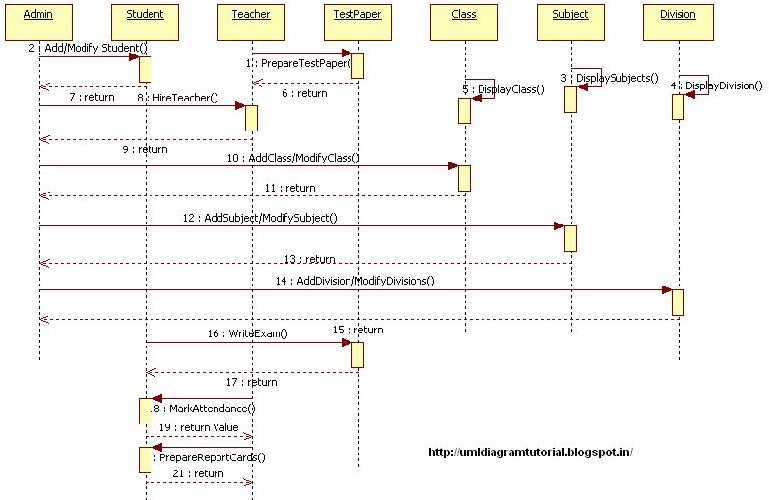 Admin
Student
Teacher
TestPaper
Class
Subject
Division
2 : Add/Modify Student()
1 : PrepareTestPaper(
3 : DisplaySubjects()
4 : DisplayDivision()
5 : DisplayClass()
6 : return
7 : return
8 : HireTeacher()
9 : return
10 : AddClass/ModifyClass()
11 : return
12 : AddSubject/ModifySubject()
13 : return
14 : AddDivision/ModifyDivisions()
15 : return
16 : WriteExam()
17 : return
18 : MarkAttendance()
19 : return Value
: PrepareReportCards()
21 : return
http://umldiagramtutorial.blogspot.in/